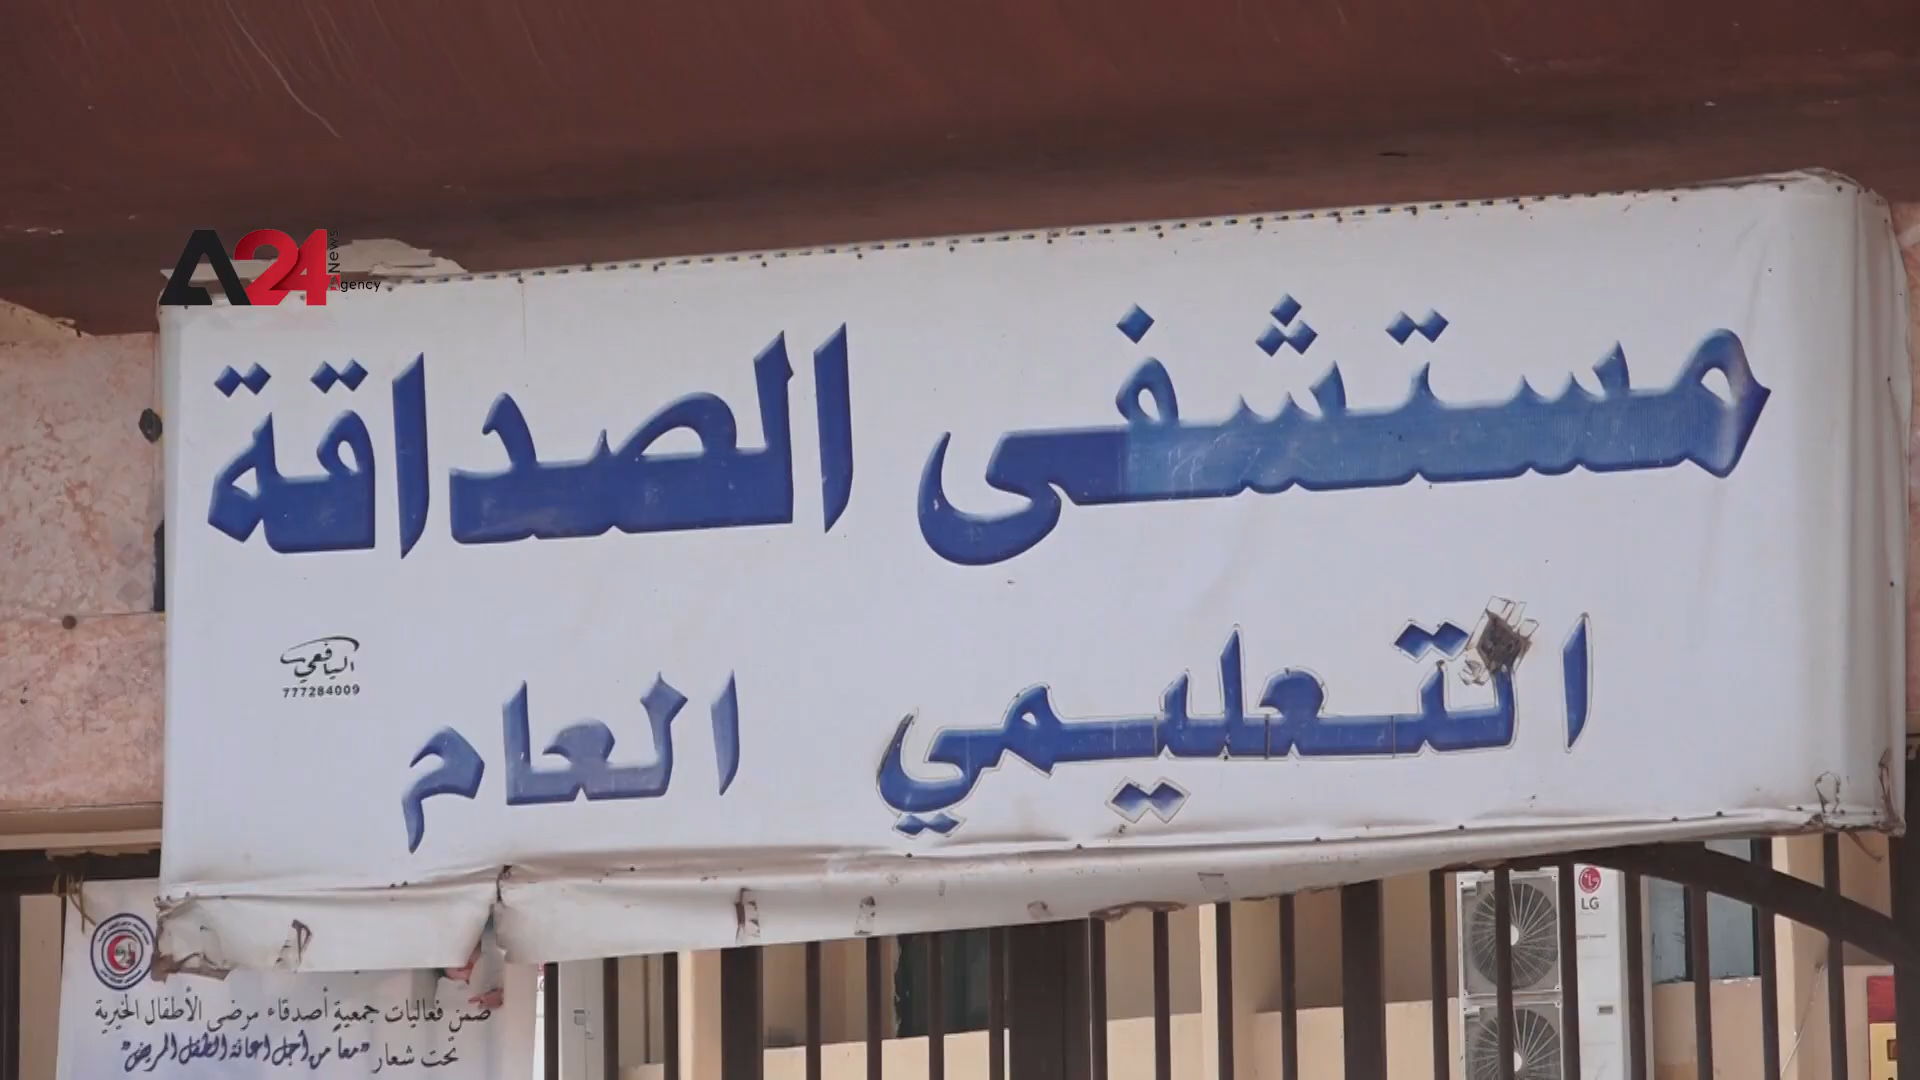 A24 News Agency
مستشفى الصداقة
التعليمي العام
اليافعي
777284009
LG
ضمن فعاليات جمعية أصدقاء مرضى الأطفال الخيرية
تحت شعار "معاً من أجل اعانة الطفل المريض"